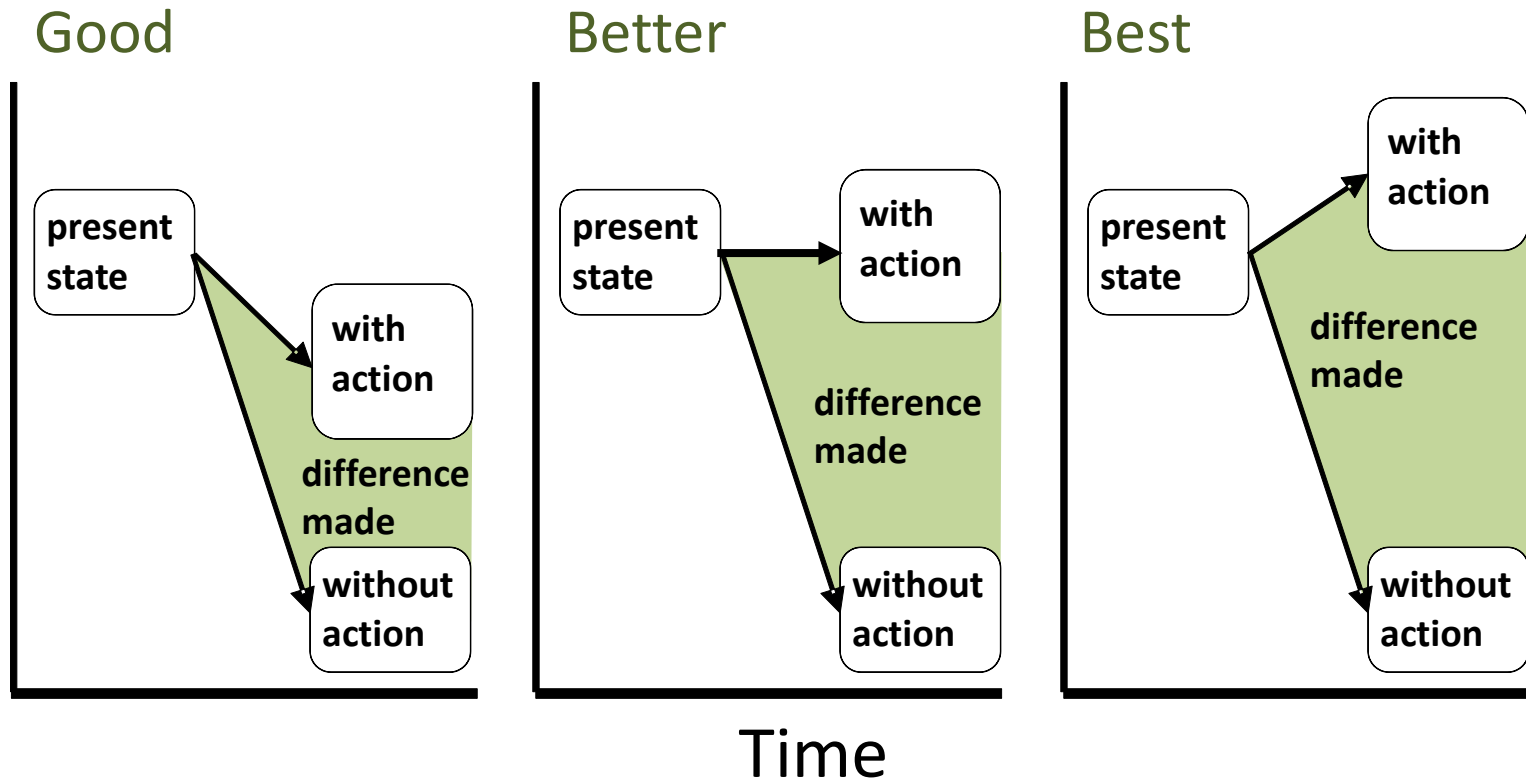 Good
present
state
with
action
difference
made
without
action
Better
present
state
with
action
difference
made
without
action
Best
present
state
with
action
difference
made
without
action
Time